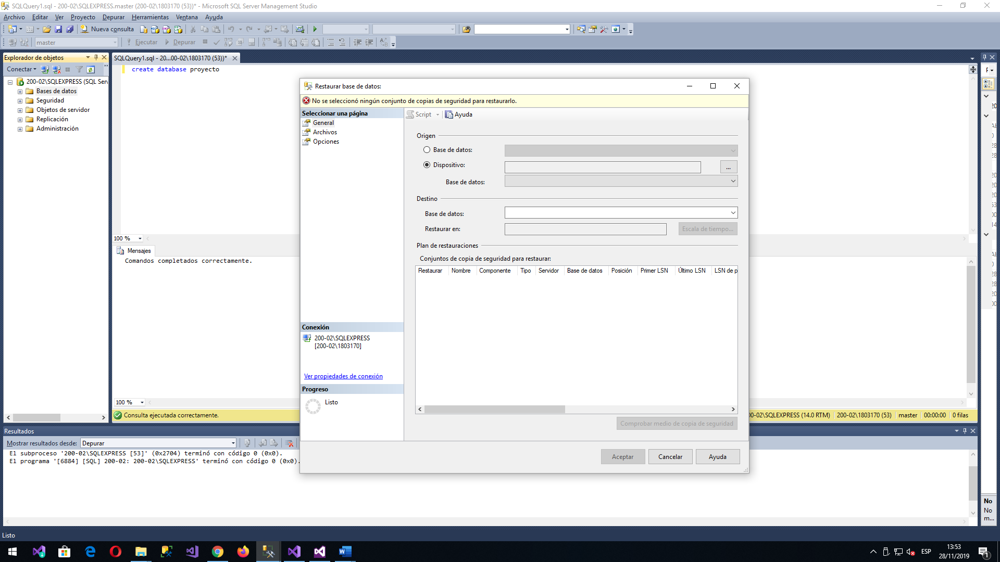 SQLQuery1.sql - 200-02\SQLEXPRESS.master (200-02\1803170 (53))* - Microsoft SQL Server Management Studio
Archivo Editar Ver Proyecto Depurar Herramientas Ventana Ayuda
Nueva consulta
master Ejecutar Depurar
Explorador de objetos
Conectar
200-02\SQLEXPRESS (SQL Ser
Bases de datos
Seguridad
Objetos de servidor
Replicación
Administración
SQLQuery1.sql - 20...00-02\1803170 (53))*
create database proyecto
100 %
Mensajes
Comandos completados correctamente.
100 %
Consulta ejecutada correctamente.
Restaurar base de datos:
No se seleccionó ningún conjunto de copias de seguridad para restaurarlo.
Seleccionar una página
General
Archivos
Opciones
Conexión
200-02\SQLEXPRESS
[200-02\1803170]
Ver propiedades de conexión
Progreso
Listo
Script Ayuda
Origen
Base de datos:
Dispositivo:
...
Base de datos:
Destino
Base de datos:
Restaurar en:
Escala de tiempo...
Plan de restauraciones
Conjuntos de copia de seguridad para restaurar:
Restaurar Nombre Componente Tipo Servidor Base de datos Posición Primer LSN Último LSN LSN de p
Comprobar medio de copia de seguridad
Aceptar Cancelar Ayuda
00-02\SQLEXPRESS (14.0 RTM) 200-02\1803170 (53) master 00:00:00 0 filas
Resultados
Mostrar resultados desde: Depurar
El subproceso '200-02\SQLEXPRESS [53]' (0x2704) terminó con código 0 (0x0).
El programa '[6884] [SQL] 200-02: 200-02\SQLEXPRESS' terminó con código 0 (0x0).
No
No
m...
Listo
ESP
13:53
28/11/2019
1